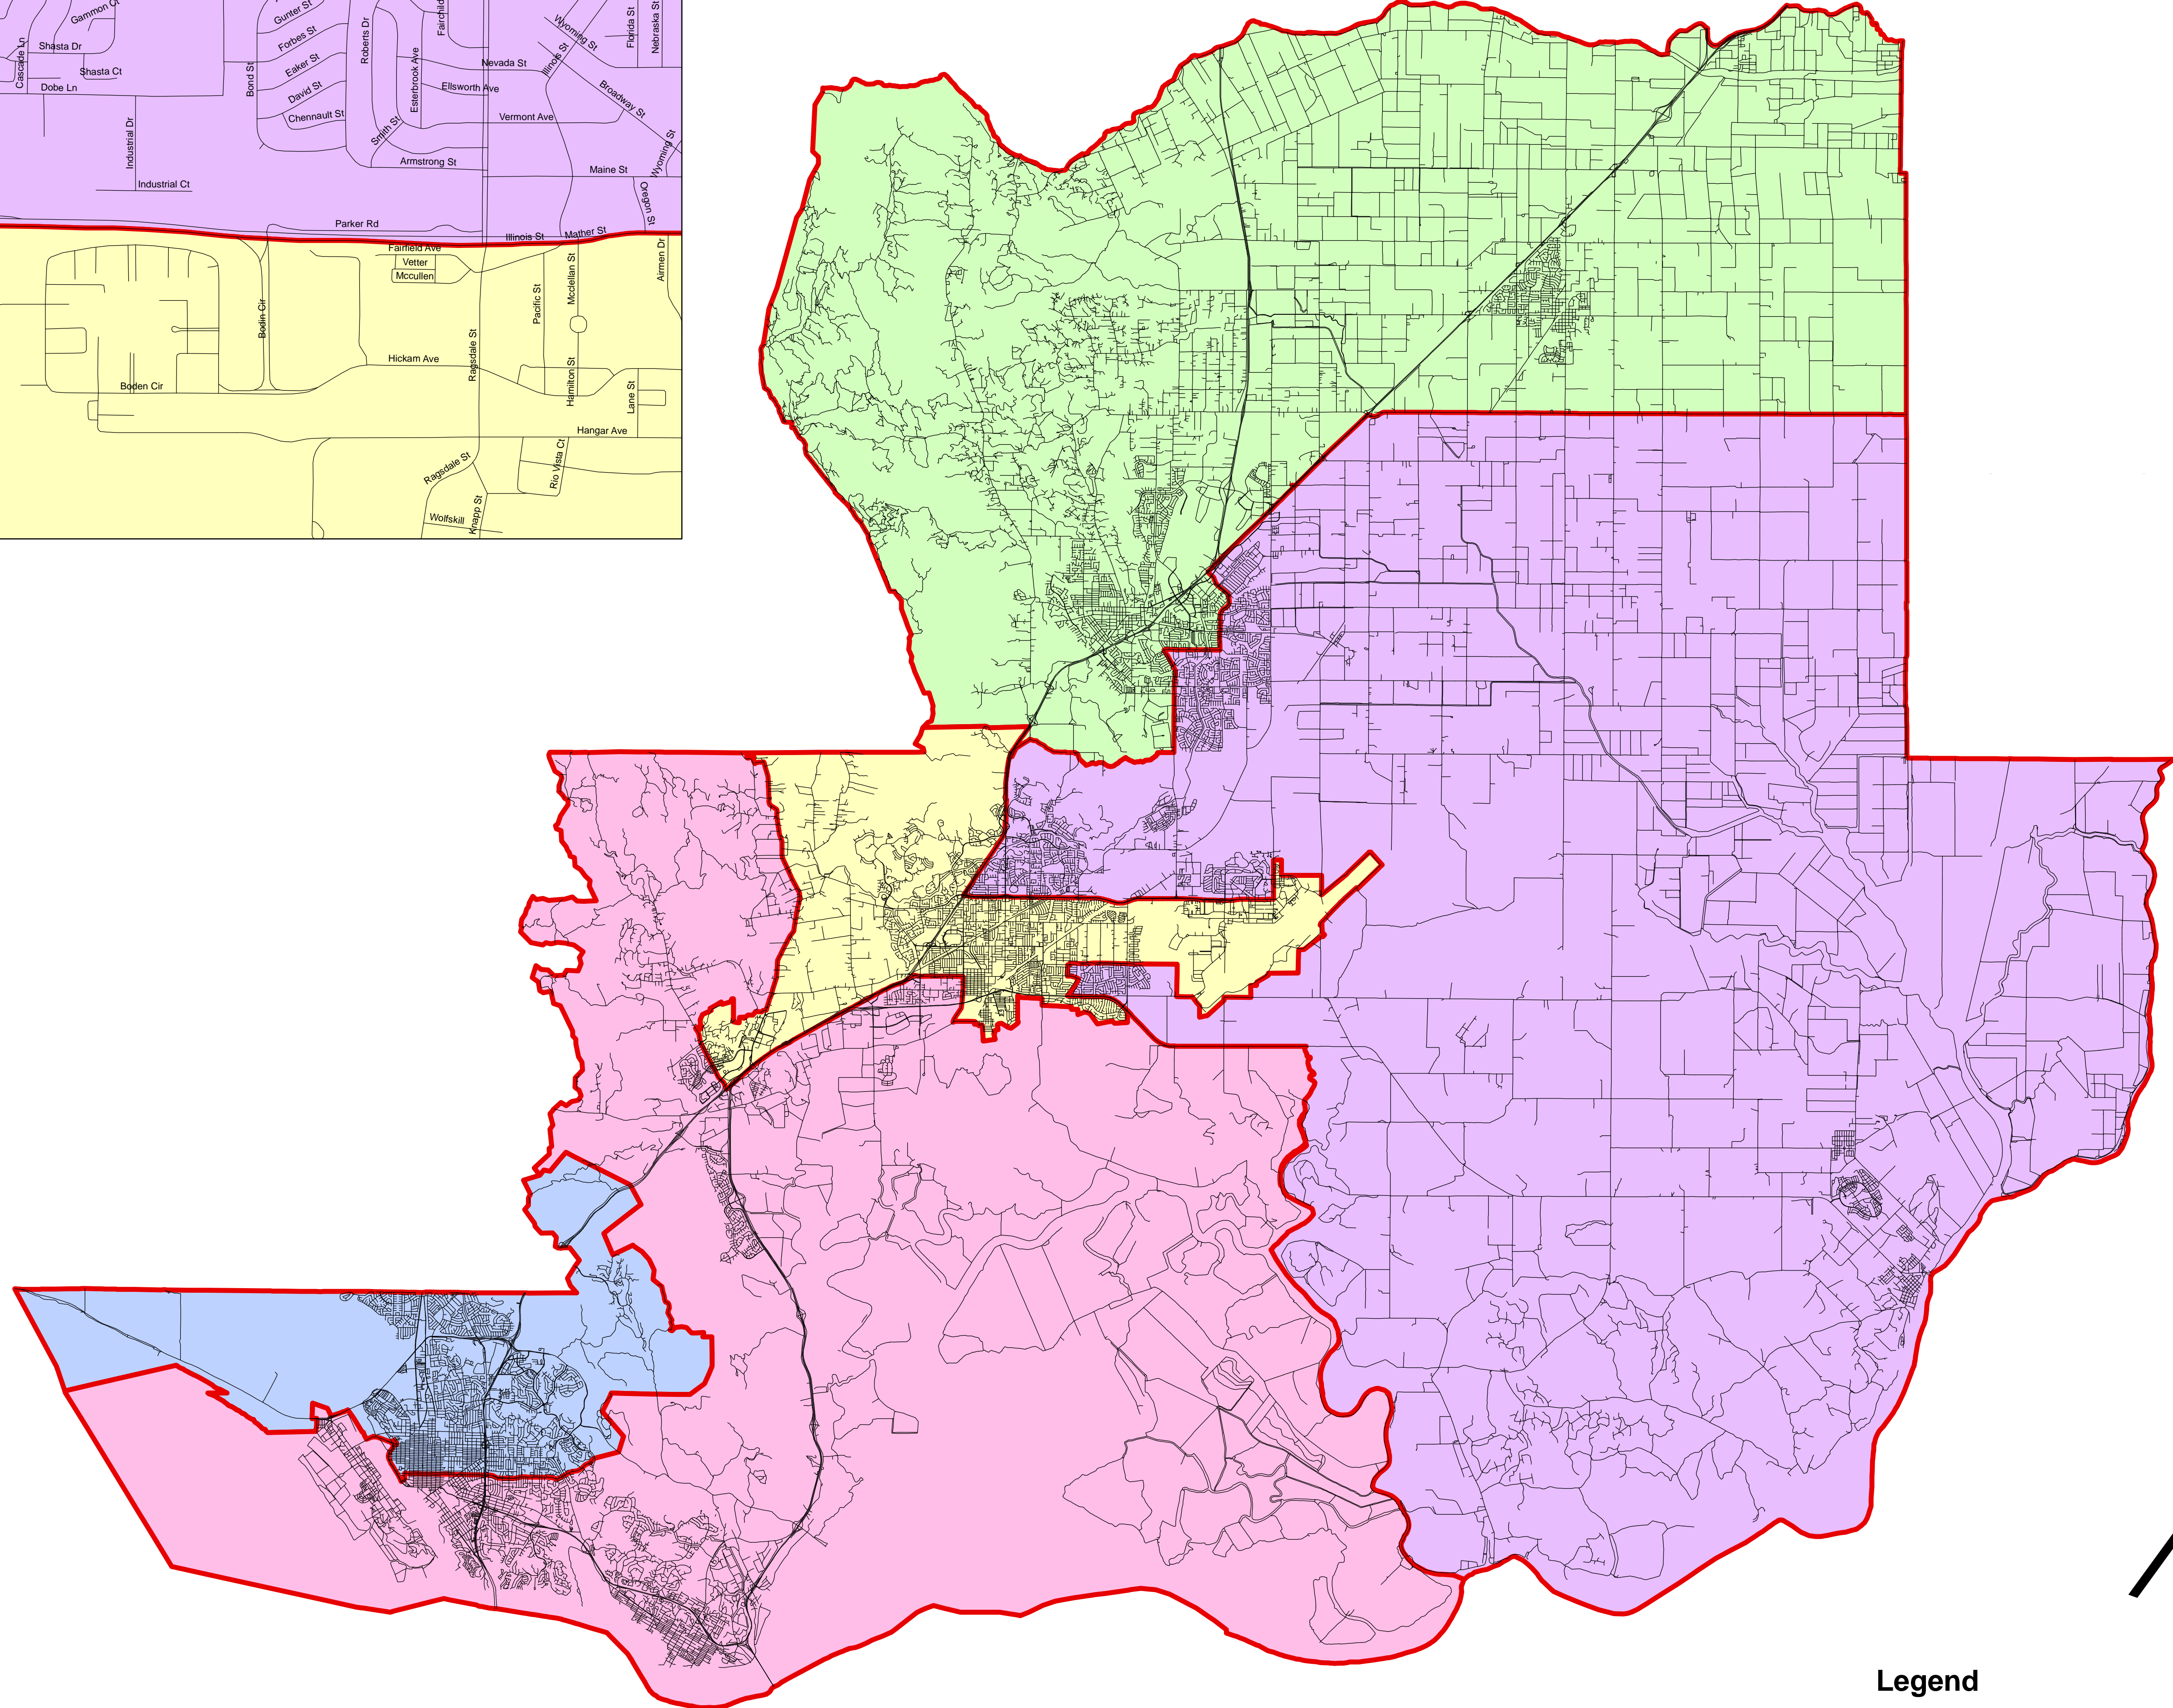 Gammon Ct
Gunter St
Fairchild
Florida St
Nebraska St
Wyoming St
Forbes St
Roberts Dr
Cascade Ln
Shasta Dr
Illinois St
Shasta Ct
Eaker St
Esterbrook Ave
Nevada St
Bond St
Dobe Ln
David St
Ellsworth Ave
Broadway St
Chennault St
Vermont Ave
Industrial Dr
Smith St
Wyoming St
Armstrong St
Maine St
Industrial Ct
Oregon St
Parker Rd
Illinois St
Mather St
Fairfield Ave
Vetter
Mccullen
Airmen Dr
Mcclellan St
Pacific St
Bodin Cir
Ragsdale St
Hickam Ave
Boden Cir
Hamilton St
Lane St
Hangar Ave
Ragsdale St
Rio Vista Ct
Wolfskill
Knapp St
Legend